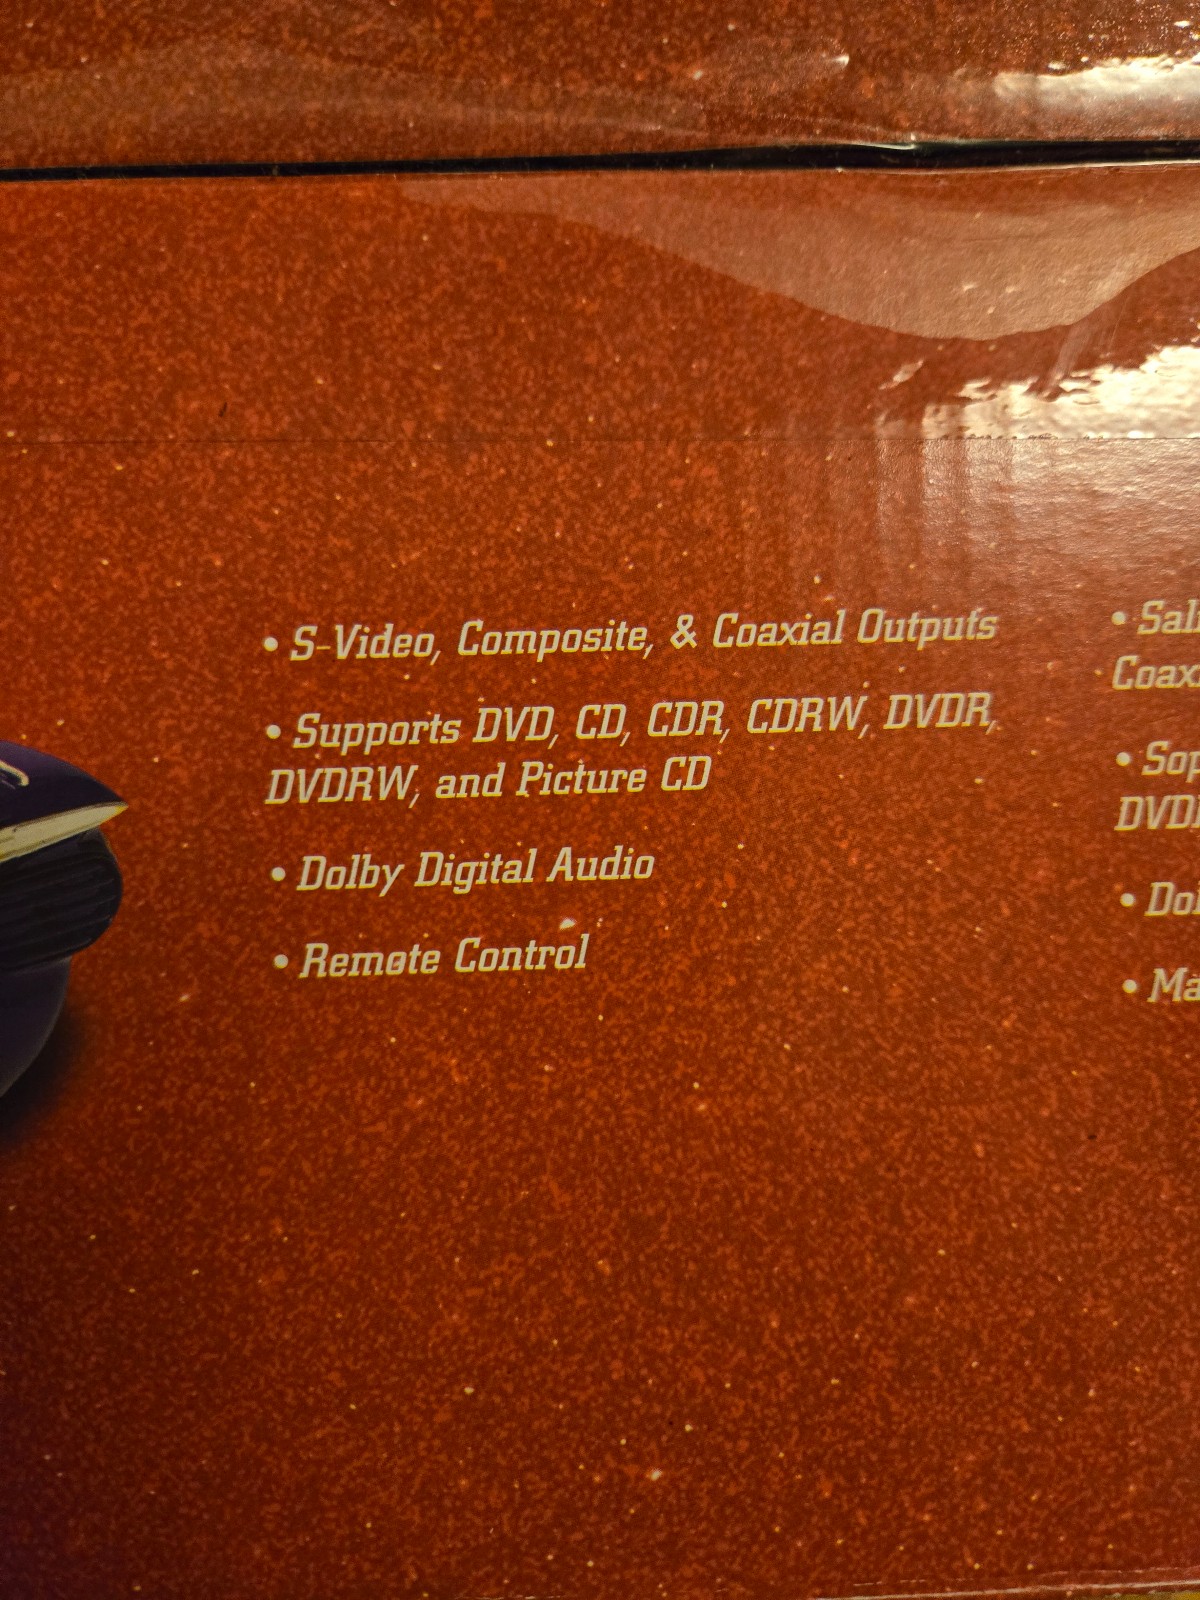 • S-Video, Composite, & Coaxial Outputs
• Supports DVD, CD, CDR, CDRW, DVDR,
DVDRW, and Picture CD
• Dolby Digital Audio
• Remote Control